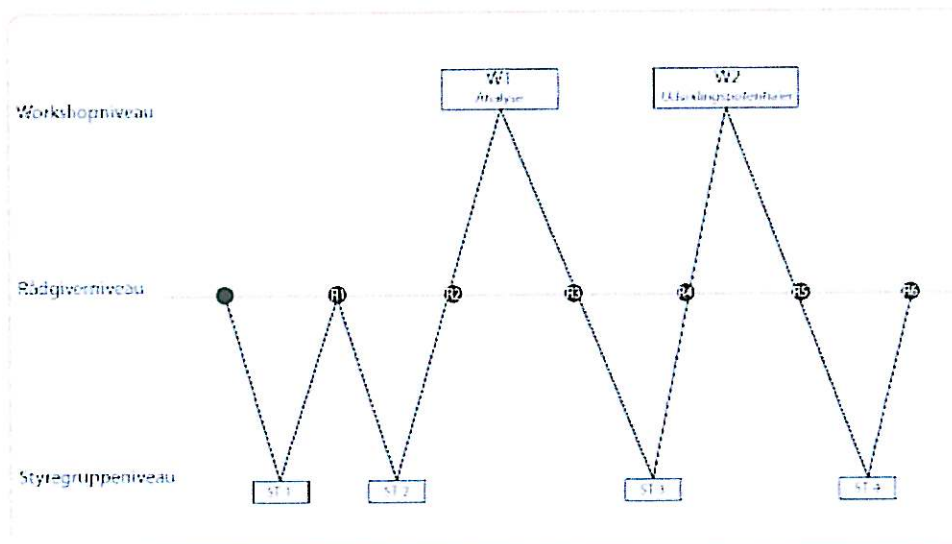 W1
Analyse
W2
Udviklingspotentialer
Workshopniveau
Rådgiverniveau
R1
R2
R3
R4
R5
R6
Styregruppeniveau
ST 1
ST 2
ST 3
ST 4